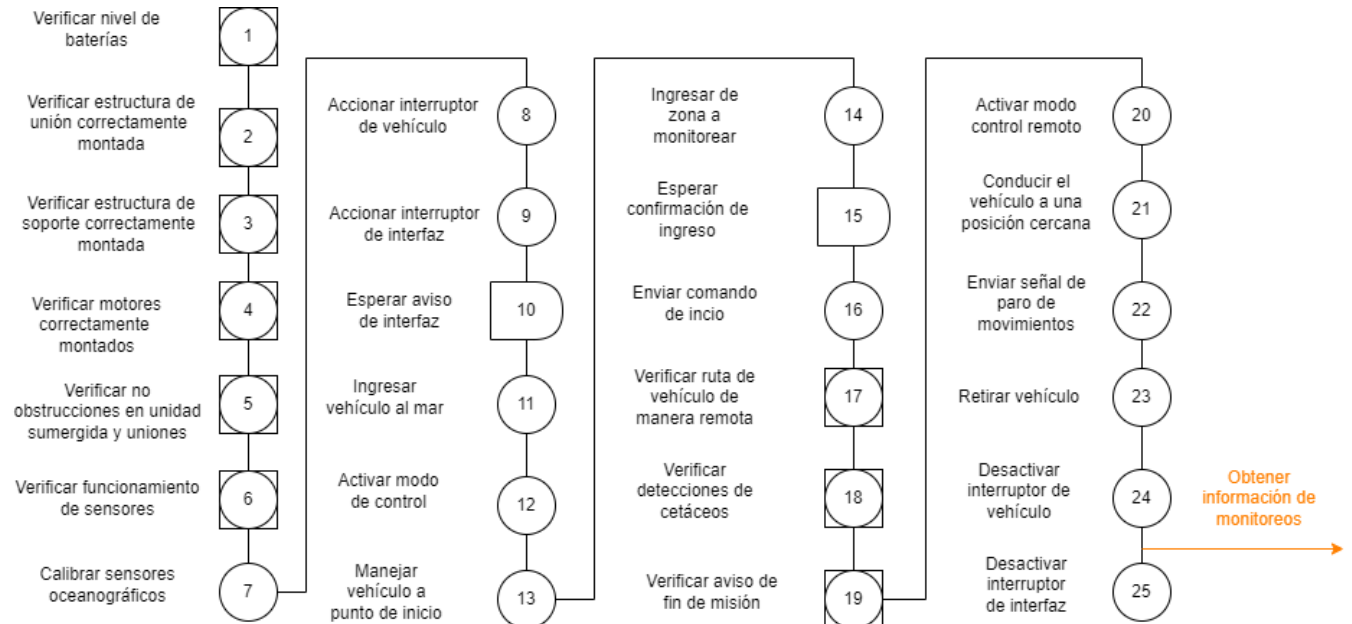 Verificar nivel de
baterías
1
Verificar estructura de
unión correctamente
montada
2
Verificar estructura de
soporte correctamente
montada
3
Verificar motores
correctamente
montados
4
Verificar no
obstrucciones en unidad
sumergida y uniones
5
Verificar funcionamiento
de sensores
6
Calibrar sensores
oceanográficos
7
Accionar interruptor
de vehículo
8
Accionar interruptor
de interfaz
9
Esperar aviso
de interfaz
10
Ingresar
vehículo al mar
11
Activar modo
de control
12
Manejar
vehículo a
punto de inicio
13
Ingresar de
zona a
monitorear
14
Esperar
confirmación de
ingreso
15
Enviar comando
de incio
16
Verificar ruta de
vehículo de
manera remota
17
Verificar
detecciones de
cetáceos
18
Verificar aviso de
fin de misión
19
Activar modo
control remoto
20
Conducir el
vehículo a una
posición cercana
21
Enviar señal de
paro de
movimientos
22
Retirar vehículo
23
Desactivar
interruptor de
vehículo
24
Obtener
información de
monitoreos
Desactivar
interruptor
de interfaz
25